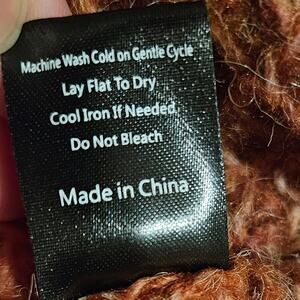 Machine Wash Cold on Gentle Cycle
Lay Flat To Dry
Cool Iron If Needed,
Do Not Bleach
Made in China